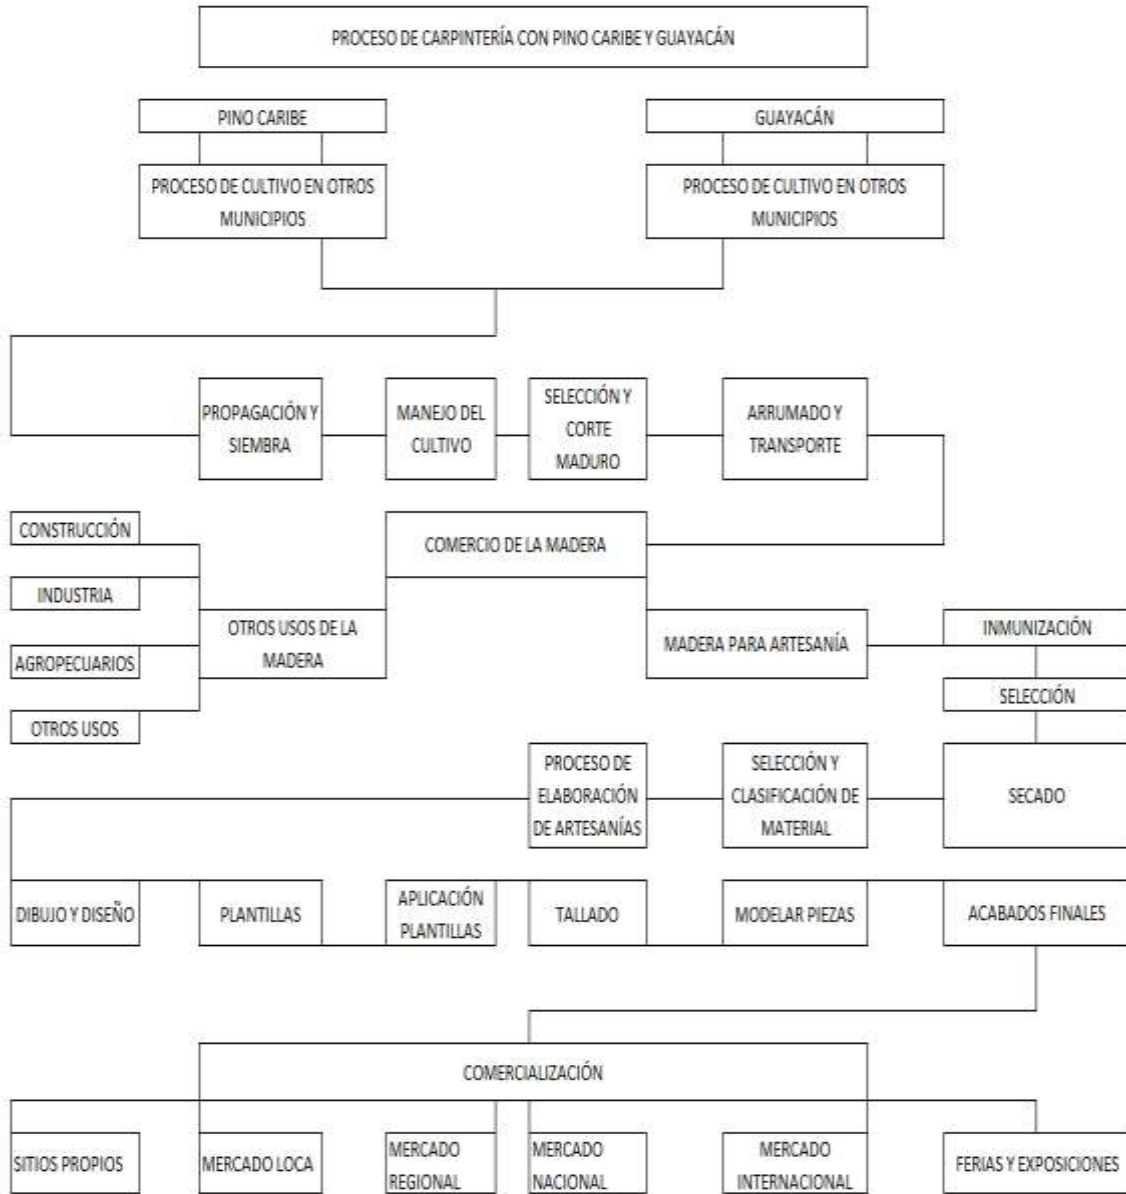 PROCESO DE CARPINTERÍA CON PINO CARIBE Y GUAYACÁN
PINO CARIBE
GUAYACÁN
PROCESO DE CULTIVO EN OTROS
MUNICIPIOS
PROCESO DE CULTIVO EN OTROS
MUNICIPIOS
PROPAGACIÓN Y
SIEMBRA
MANEJO DEL
CULTIVO
SELECCIÓN Y
CORTE
MADURO
ARRUMADO Y
TRANSPORTE
CONSTRUCCIÓN
INDUSTRIA
AGROPECUARIOS
OTROS USOS
COMERCIO DE LA MADERA
OTROS USOS DE LA
MADERA
MADERA PARA ARTESANÍA
INMUNIZACIÓN
SELECCIÓN
PROCESO DE
ELABORACIÓN
DE ARTESANÍAS
SELECCIÓN Y
CLASIFICACIÓN DE
MATERIAL
SECADO
DIBUJO Y DISEÑO
PLANTILLAS
APLICACIÓN
PLANTILLAS
TALLADO
MODELAR PIEZAS
ACABADOS FINALES
COMERCIALIZACIÓN
SITIOS PROPIOS
MERCADO LOCA
MERCADO
REGIONAL
MERCADO
NACIONAL
MERCADO
INTERNACIONAL
FERIAS Y EXPOSICIONES